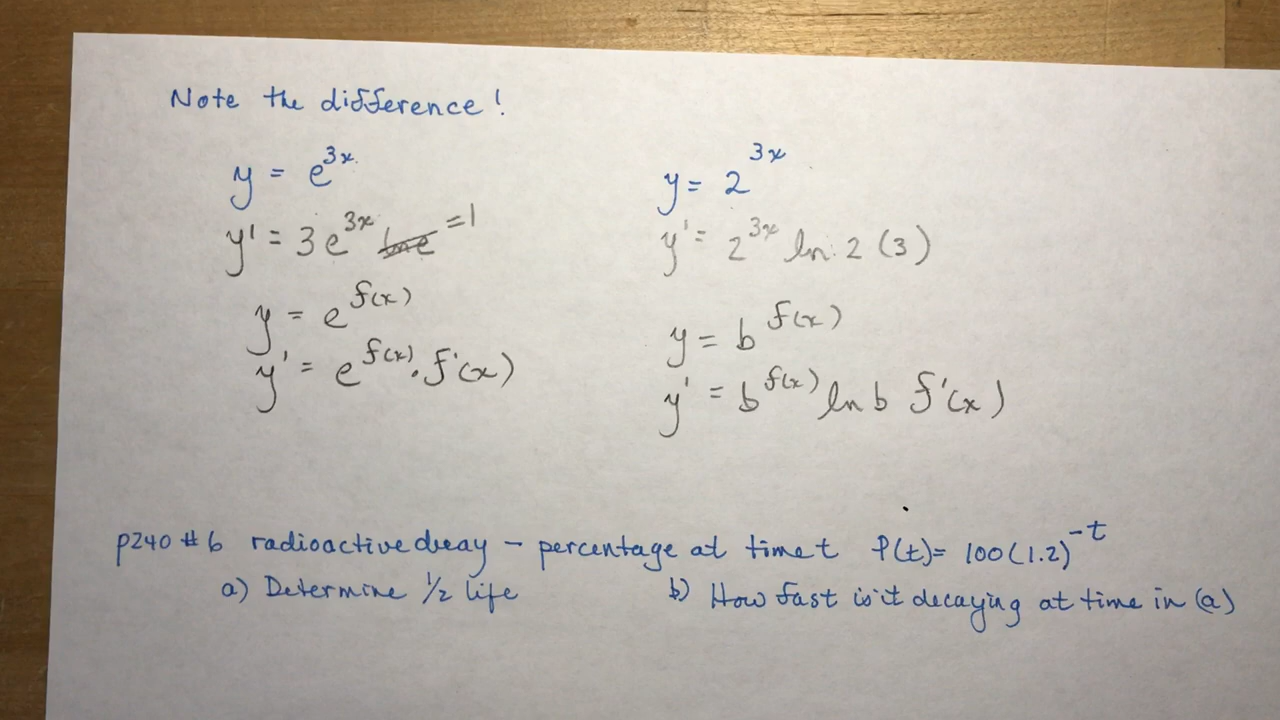 Note the difference!
y = e^{3x}
y' = 3e^{3x} ln e = 1
y = e^{f(x)}
y' = e^{f(x)} · f'(x)
y = 2^{3x}
y' = 2^{3x} ln 2 (3)
y = b^{f(x)}
y' = b^{f(x)} ln b f'(x)
p240 #6 radioactive decay - percentage at time t P(t) = 100(1.2)^{-t}
a) Determine 1/2 life
b) How fast is it decaying at time in (a)